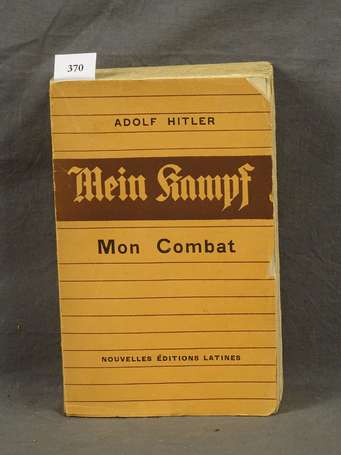 370
ADOLF HITLER
Mein Kampf
Mon Combat
NOUVELLES ÉDITIONS LATINES